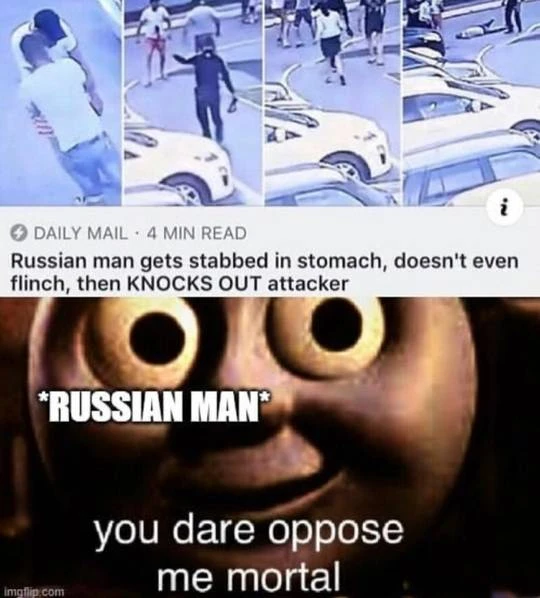 DAILY MAIL · 4 MIN READ
Russian man gets stabbed in stomach, doesn't even
flinch, then KNOCKS OUT attacker
*RUSSIAN MAN*
you dare oppose
me mortal
imgflip.com